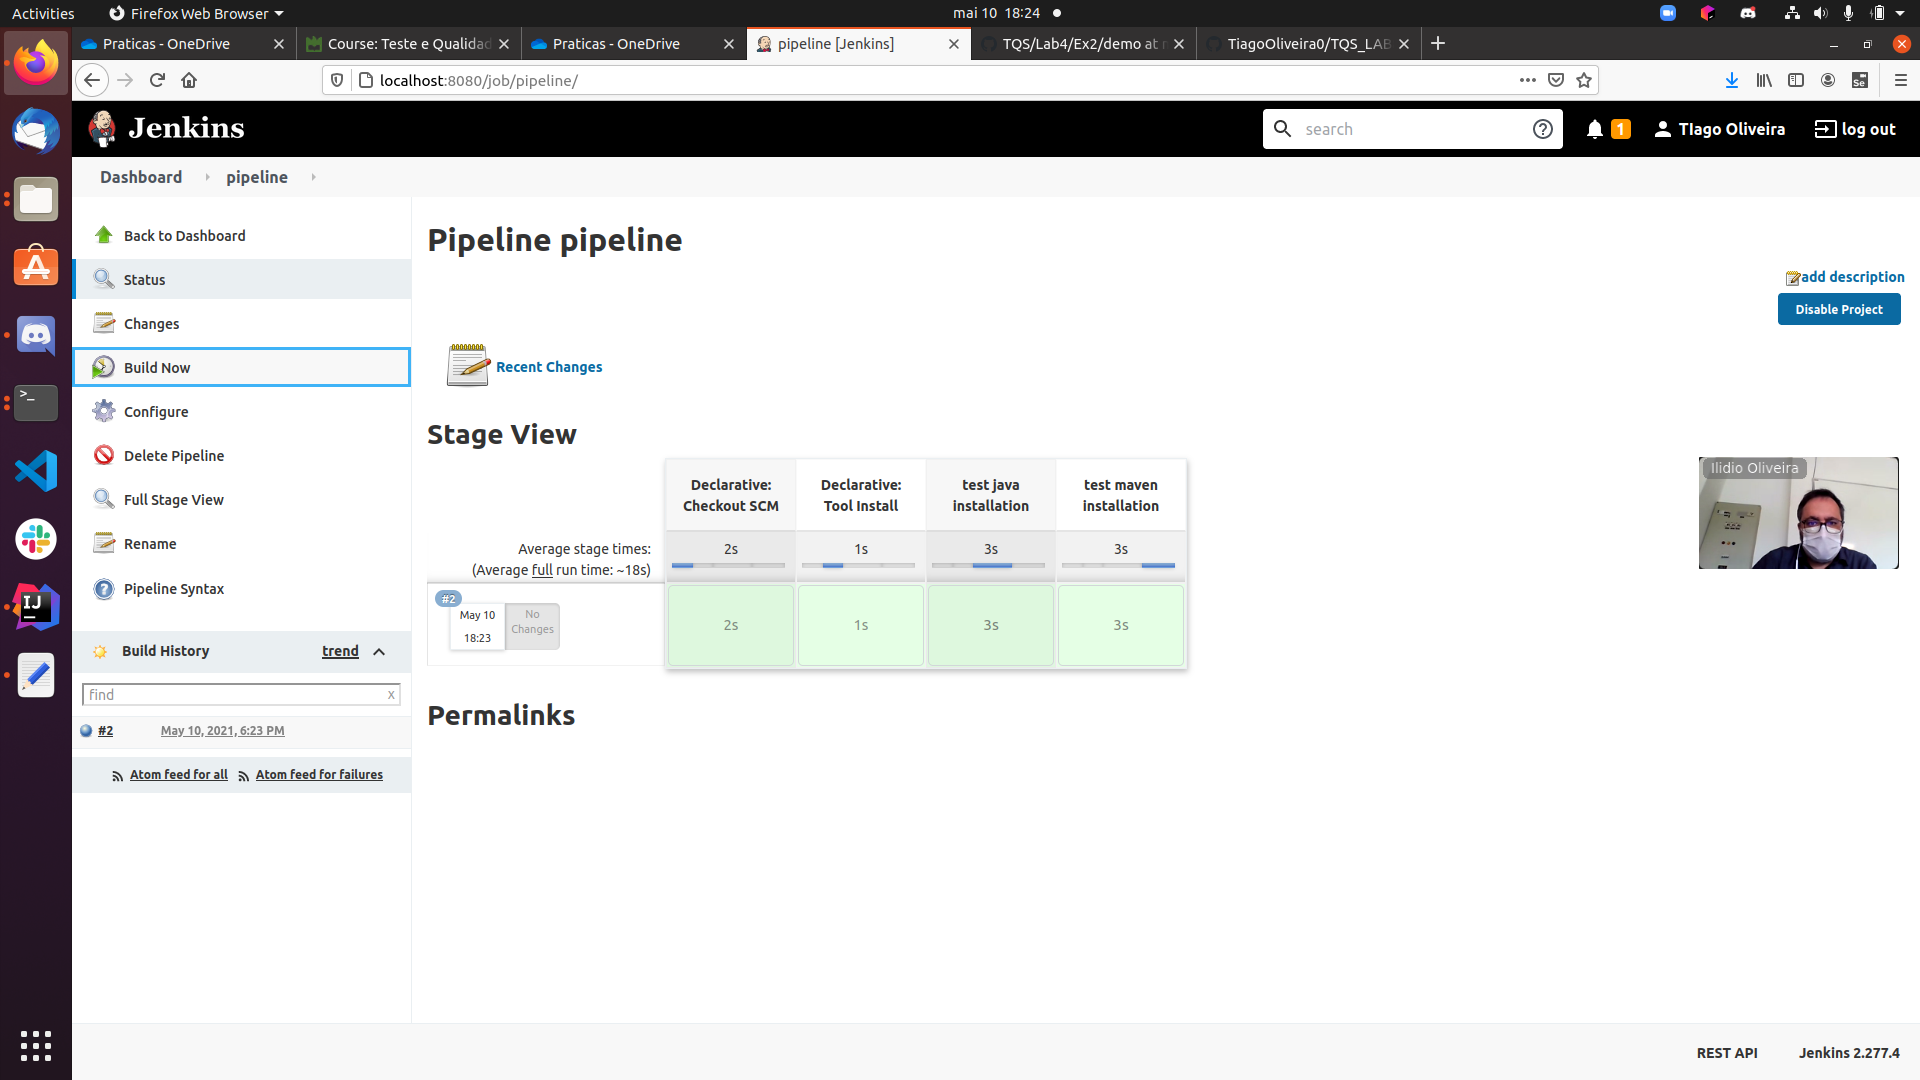 Activities
Firefox Web Browser
mai 10 18:24
Praticas - OneDrive
Course: Teste e Qualidad
Praticas - OneDrive
pipeline [Jenkins]
TQS/Lab4/Ex2/demo at
TiagoOliveira0/TQS_LAB
localhost:8080/job/pipeline/
Se
Jenkins
search
1
TIago Oliveira
log out
Dashboard
pipeline
Back to Dashboard
Status
Changes
Build Now
Configure
Delete Pipeline
Full Stage View
Rename
Pipeline Syntax
Build History
trend
find
x
#2
May 10, 2021, 6:23 PM
Atom feed for all
Atom feed for failures
Pipeline pipeline
add description
Disable Project
Recent Changes
Stage View
Declarative:
Checkout SCM
Declarative:
Tool Install
test java
installation
test maven
installation
Average stage times:
(Average full run time: ~18s)
2s
1s
3s
3s
#2
May 10
18:23
No
Changes
2s
1s
3s
3s
Ilidio Oliveira
Permalinks
REST API
Jenkins 2.277.4